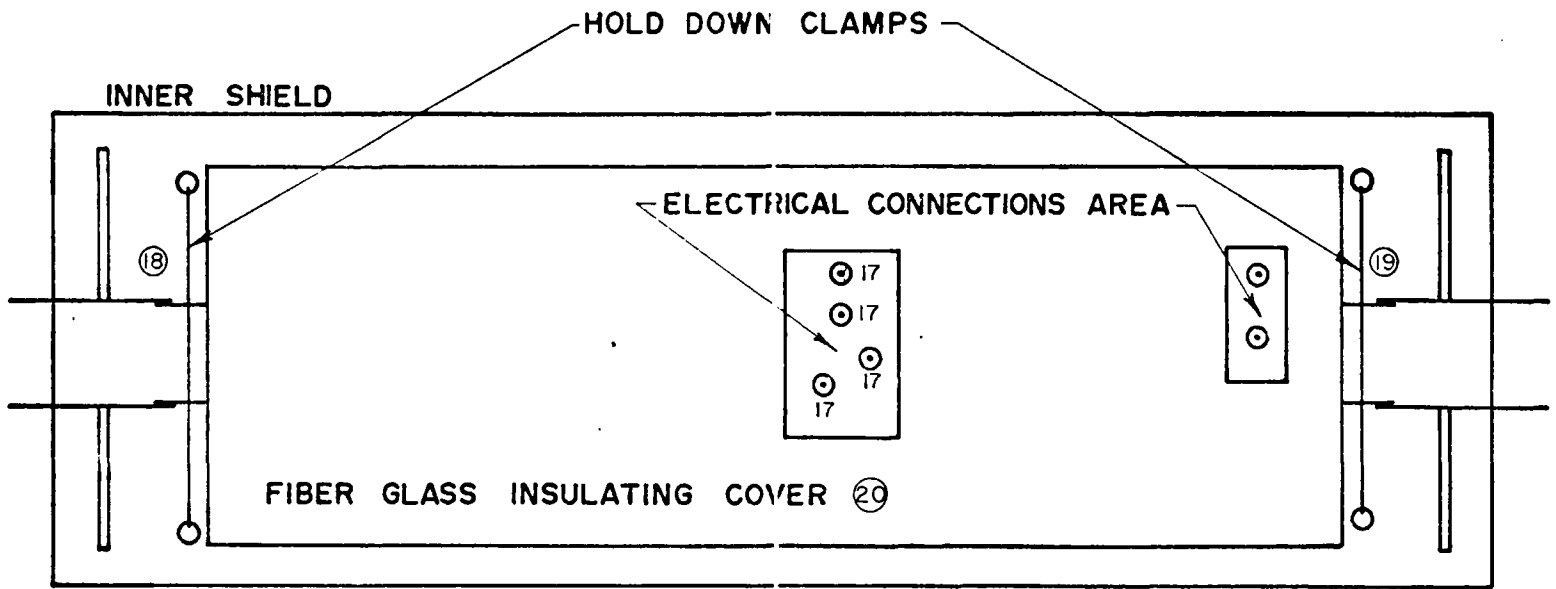 HOLD DOWN CLAMPS
INNER SHIELD
ELECTRICAL CONNECTIONS AREA
18
19
17
17
17
17
FIBER GLASS INSULATING COVER 20